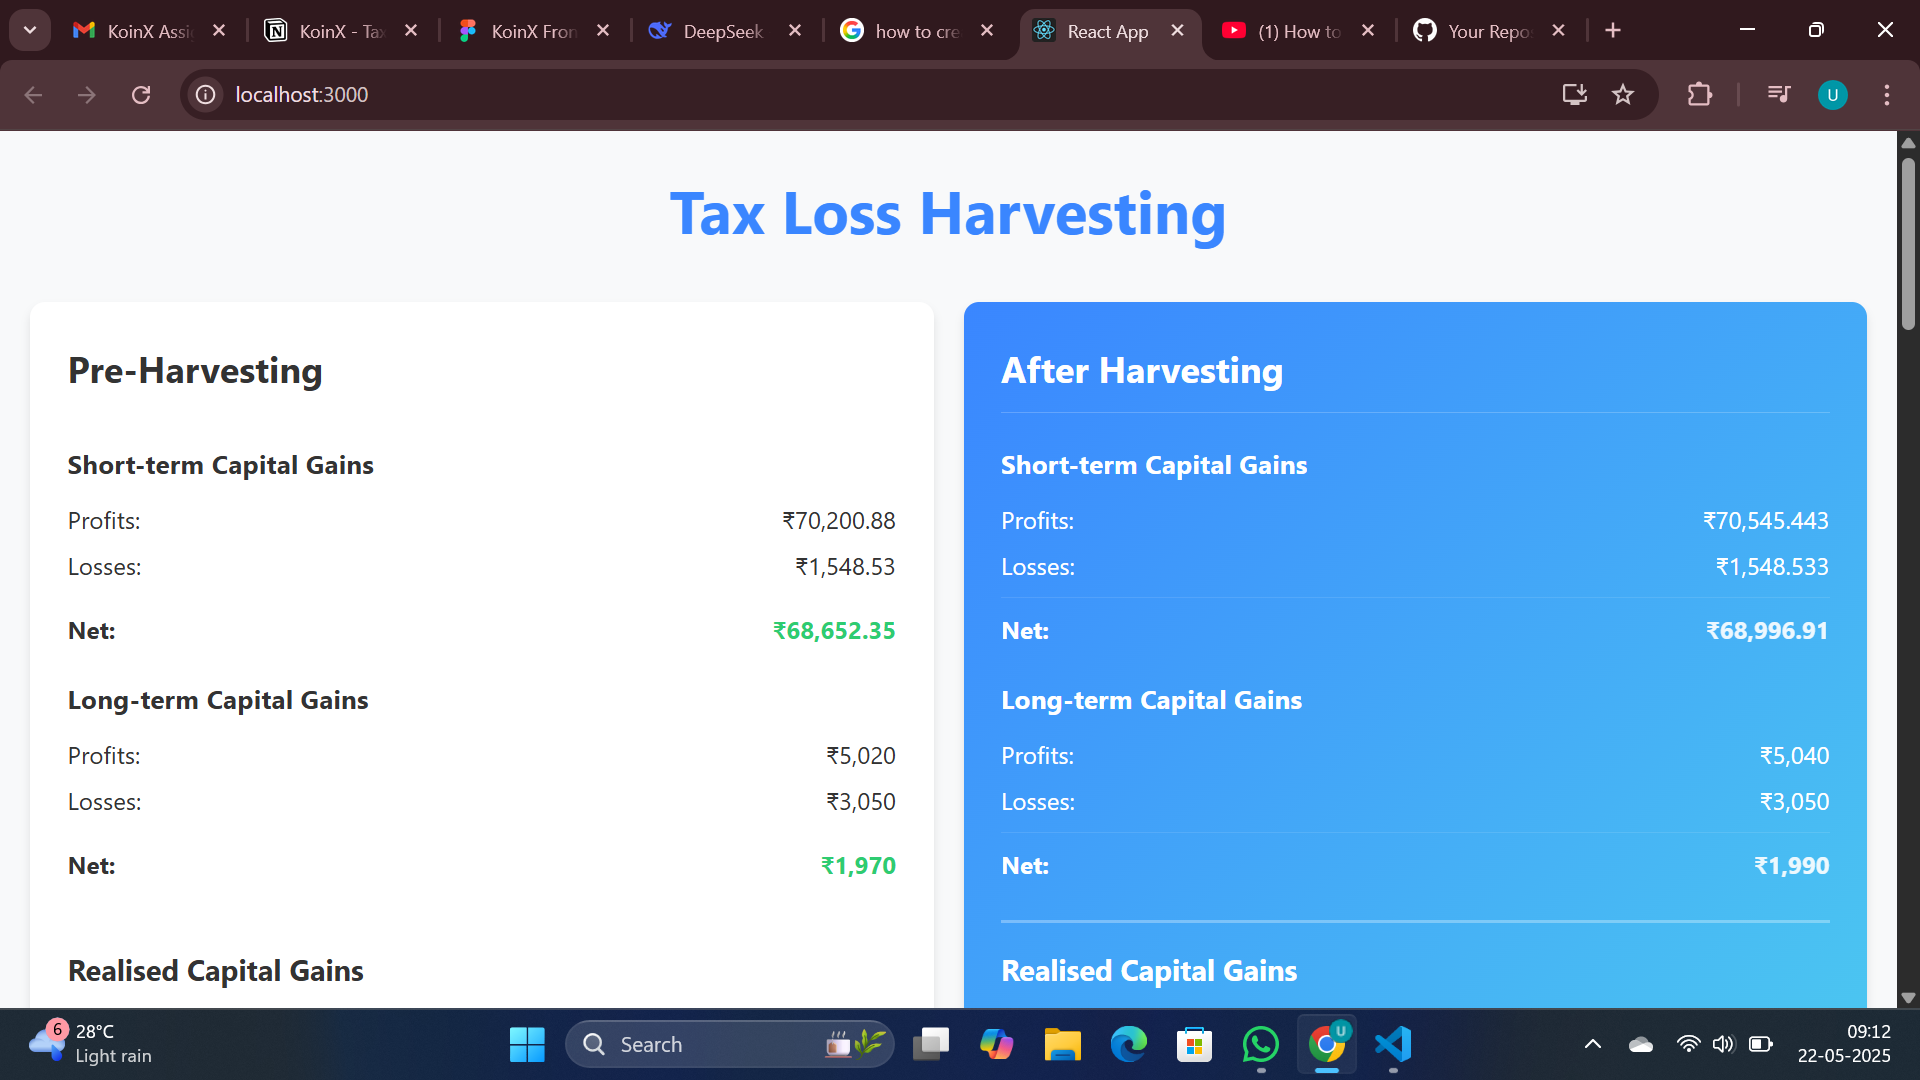 KoinX Assi
KoinX - Tax
KoinX Fron
DeepSeek
how to cre
React App
(1) How to
Your Repos
localhost:3000
U
Tax Loss Harvesting
Pre-Harvesting
Short-term Capital Gains
Profits: ₹70,200.88
Losses: ₹1,548.53
Net: ₹68,652.35
Long-term Capital Gains
Profits: ₹5,020
Losses: ₹3,050
Net: ₹1,970
Realised Capital Gains
After Harvesting
Short-term Capital Gains
Profits: ₹70,545.443
Losses: ₹1,548.533
Net: ₹68,996.91
Long-term Capital Gains
Profits: ₹5,040
Losses: ₹3,050
Net: ₹1,990
Realised Capital Gains
6
28°C
Light rain
Search
U
09:12
22-05-2025